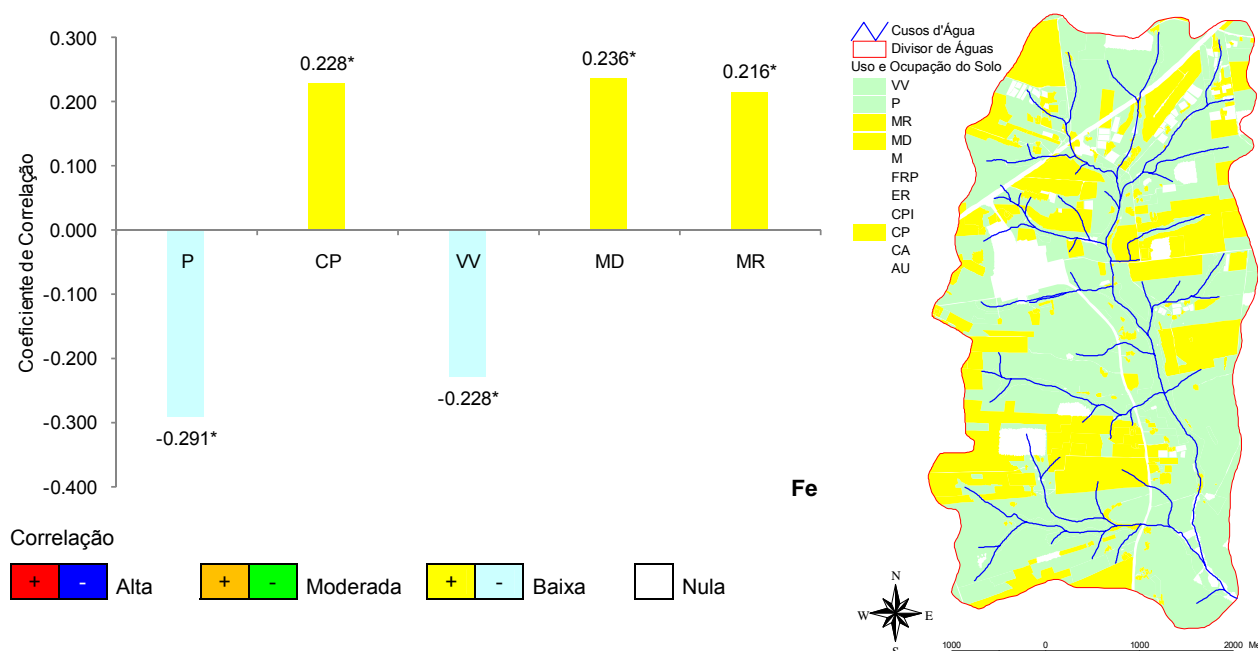 0.300
0.200
0.100
0.000
-0.100
-0.200
-0.300
-0.400
Coeficiente de Correlação
0.228*
0.236*
0.216*
P
CP
VV
MD
MR
-0.291*
-0.228*
Fe
Correlação
+ - Alta
+ - Moderada
+ - Baixa
Nula
Cusos d'Água
Divisor de Águas
Uso e Ocupação do Solo
VV
P
MR
MD
M
FRP
ER
CPI
CP
CA
AU
N
W E
S
1000 0 1000 2000